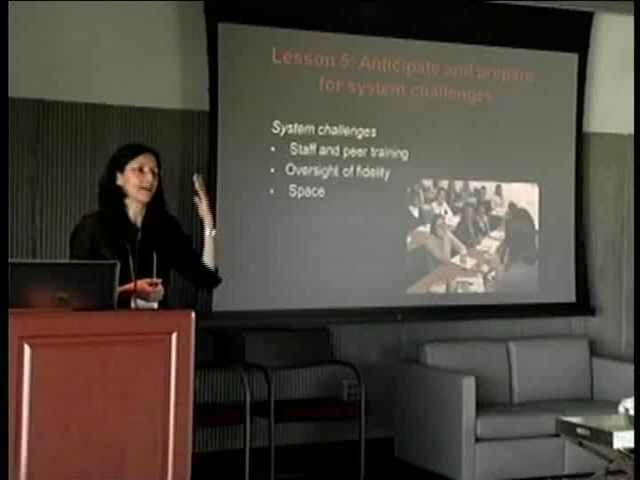 Lesson 5: Anticipate and prepare
for system challenges
System challenges
• Staff and peer training
• Oversight of fidelity
• Space